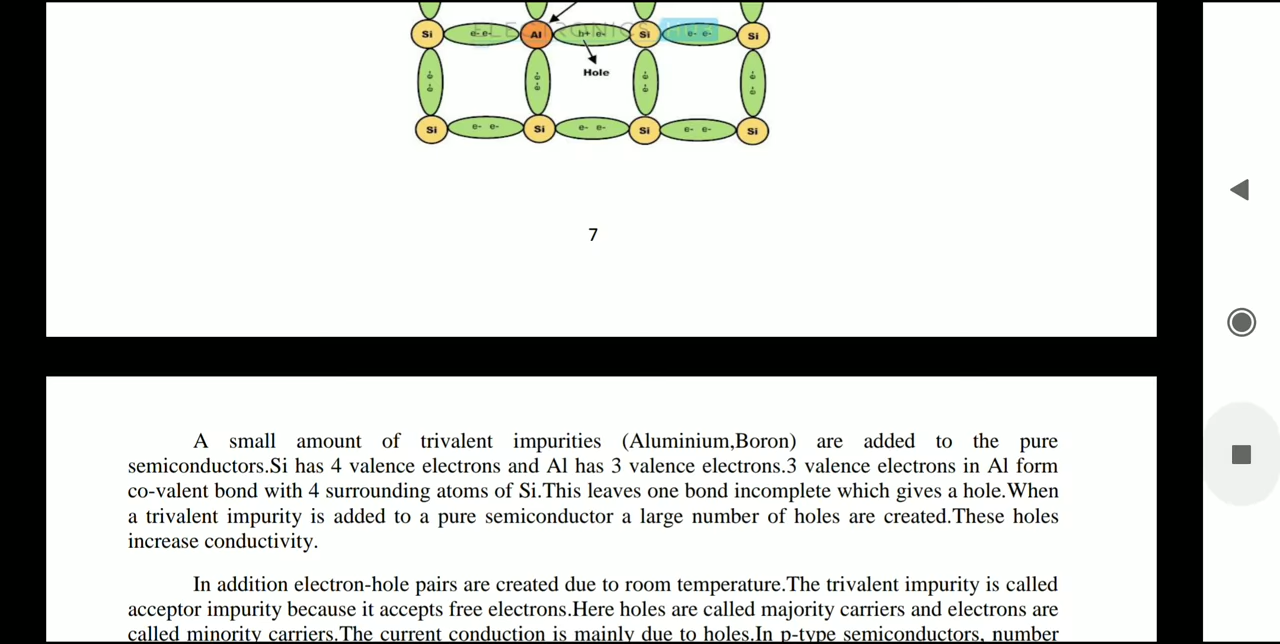 ELECTRONICS HUB
Si e- e- Al h+ e- Si e- e- Si
Hole
e- e- e- e- e- e- e- e-
Si e- e- Si e- e- Si e- e- Si
7
A small amount of trivalent impurities (Aluminium,Boron) are added to the pure
semiconductors.Si has 4 valence electrons and Al has 3 valence electrons.3 valence electrons in Al form
co-valent bond with 4 surrounding atoms of Si.This leaves one bond incomplete which gives a hole.When
a trivalent impurity is added to a pure semiconductor a large number of holes are created.These holes
increase conductivity.
In addition electron-hole pairs are created due to room temperature.The trivalent impurity is called
acceptor impurity because it accepts free electrons.Here holes are called majority carriers and electrons are
called minority carriers.The current conduction is mainly due to holes.In p-type semiconductors, number